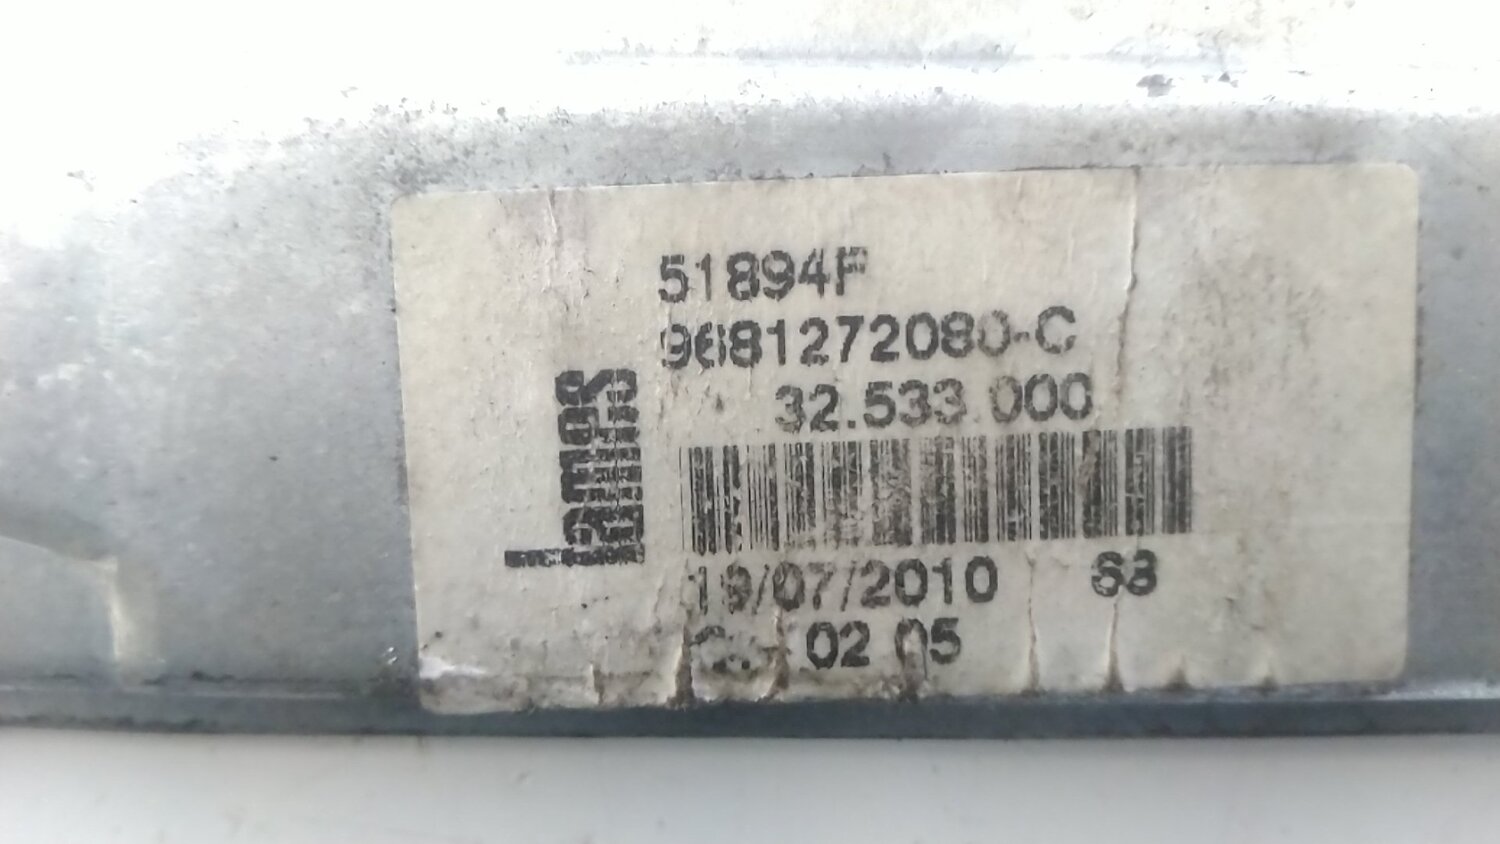 51894F
9681272080-C
32.533.000
Lames
19/07/2010 68
02 05